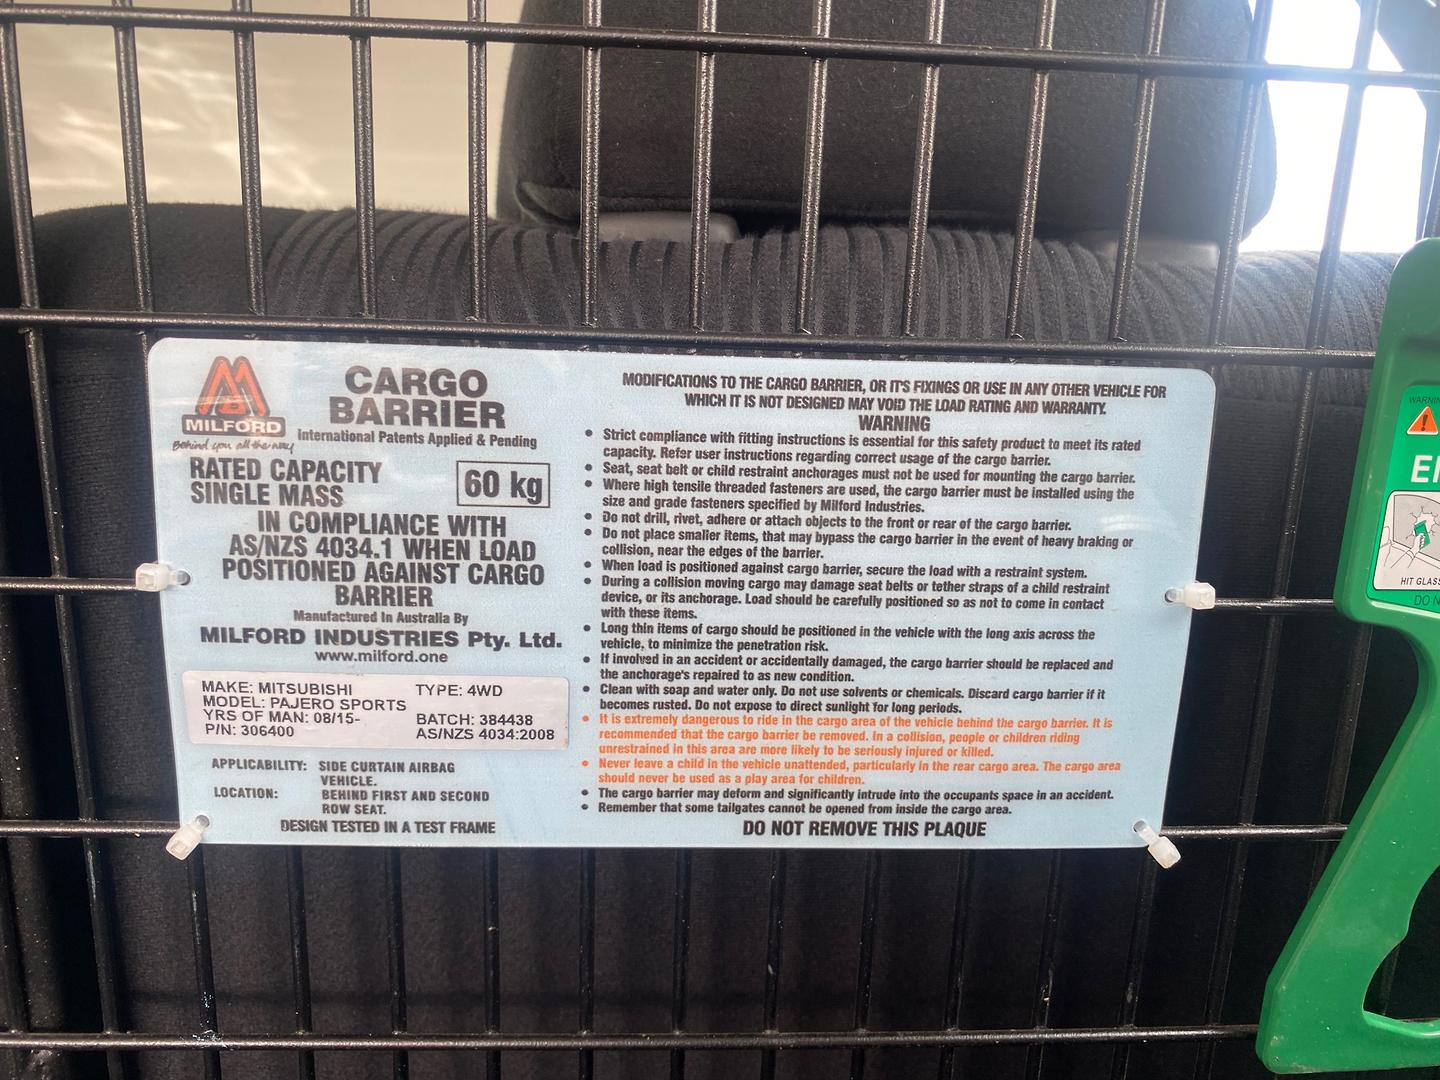 MILFORD
Behind you all the way
CARGO
BARRIER
International Patents Applied & Pending
RATED CAPACITY
SINGLE MASS
60 kg
IN COMPLIANCE WITH
AS/NZS 4034.1 WHEN LOAD
POSITIONED AGAINST CARGO
BARRIER
Manufactured In Australia By
MILFORD INDUSTRIES Pty. Ltd.
www.milford.one
MAKE: MITSUBISHI TYPE: 4WD
MODEL: PAJERO SPORTS
YRS OF MAN: 08/15- BATCH: 384438
P/N: 306400 AS/NZS 4034:2008
APPLICABILITY: SIDE CURTAIN AIRBAG
VEHICLE.
LOCATION: BEHIND FIRST AND SECOND
ROW SEAT.
DESIGN TESTED IN A TEST FRAME
MODIFICATIONS TO THE CARGO BARRIER, OR IT'S FIXINGS OR USE IN ANY OTHER VEHICLE FOR
WHICH IT IS NOT DESIGNED MAY VOID THE LOAD RATING AND WARRANTY.
WARNING
• Strict compliance with fitting instructions is essential for this safety product to meet its rated
capacity. Refer user instructions regarding correct usage of the cargo barrier.
• Seat, seat belt or child restraint anchorages must not be used for mounting the cargo barrier.
• Where high tensile threaded fasteners are used, the cargo barrier must be installed using the
size and grade fasteners specified by Milford Industries.
• Do not drill, rivet, adhere or attach objects to the front or rear of the cargo barrier.
• Do not place smaller items, that may bypass the cargo barrier in the event of heavy braking or
collision, near the edges of the barrier.
• When load is positioned against cargo barrier, secure the load with a restraint system.
• During a collision moving cargo may damage seat belts or tether straps of a child restraint
device, or its anchorage. Load should be carefully positioned so as not to come in contact
with these items.
• Long thin items of cargo should be positioned in the vehicle with the long axis across the
vehicle, to minimize the penetration risk.
• If involved in an accident or accidentally damaged, the cargo barrier should be replaced and
the anchorage's repaired to as new condition.
• Clean with soap and water only. Do not use solvents or chemicals. Discard cargo barrier if it
becomes rusted. Do not expose to direct sunlight for long periods.
• It is extremely dangerous to ride in the cargo area of the vehicle behind the cargo barrier. It is
recommended that the cargo barrier be removed. In a collision, people or children riding
unrestrained in this area are more likely to be seriously injured or killed.
• Never leave a child in the vehicle unattended, particularly in the rear cargo area. The cargo area
should never be used as a play area for children.
• The cargo barrier may deform and significantly intrude into the occupants space in an accident.
• Remember that some tailgates cannot be opened from inside the cargo area.
DO NOT REMOVE THIS PLAQUE
HIT GLASS